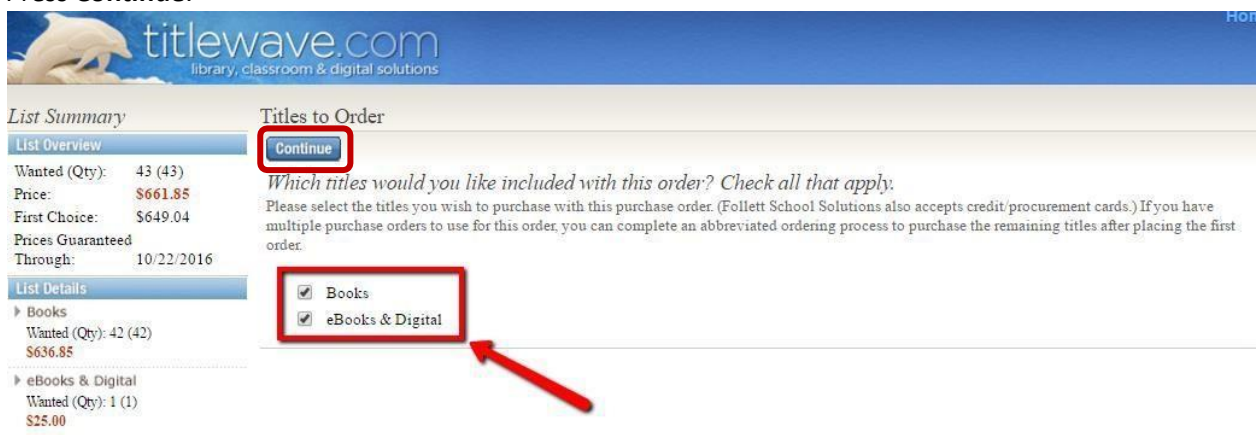 Press Continue.
Hom
titlewave.com
library, classroom & digital solutions
List Summary
List Overview
Wanted (Qty): 43 (43)
Price: $661.85
First Choice: $649.04
Prices Guaranteed
Through: 10/22/2016
List Details
Books
Wanted (Qty): 42 (42)
$636.85
eBooks & Digital
Wanted (Qty): 1 (1)
$25.00
Titles to Order
Continue
Which titles would you like included with this order? Check all that apply.
Please select the titles you wish to purchase with this purchase order. (Follett School Solutions also accepts credit/procurement cards.) If you have
multiple purchase orders to use for this order, you can complete an abbreviated ordering process to purchase the remaining titles after placing the first
order.
Books
eBooks & Digital